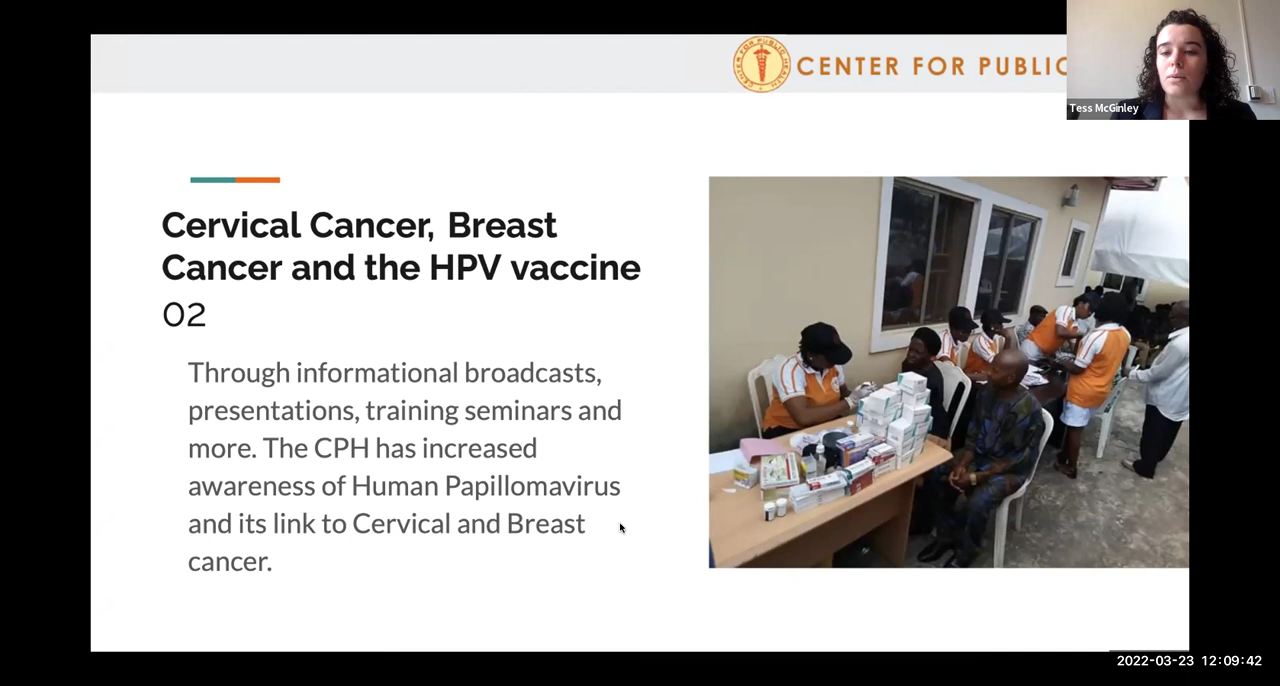 CENTER FOR PUBLIC
Tess McGinley
Cervical Cancer, Breast
Cancer and the HPV vaccine
02
Through informational broadcasts,
presentations, training seminars and
more. The CPH has increased
awareness of Human Papillomavirus
and its link to Cervical and Breast
cancer.
2022-03-23 12:09:42